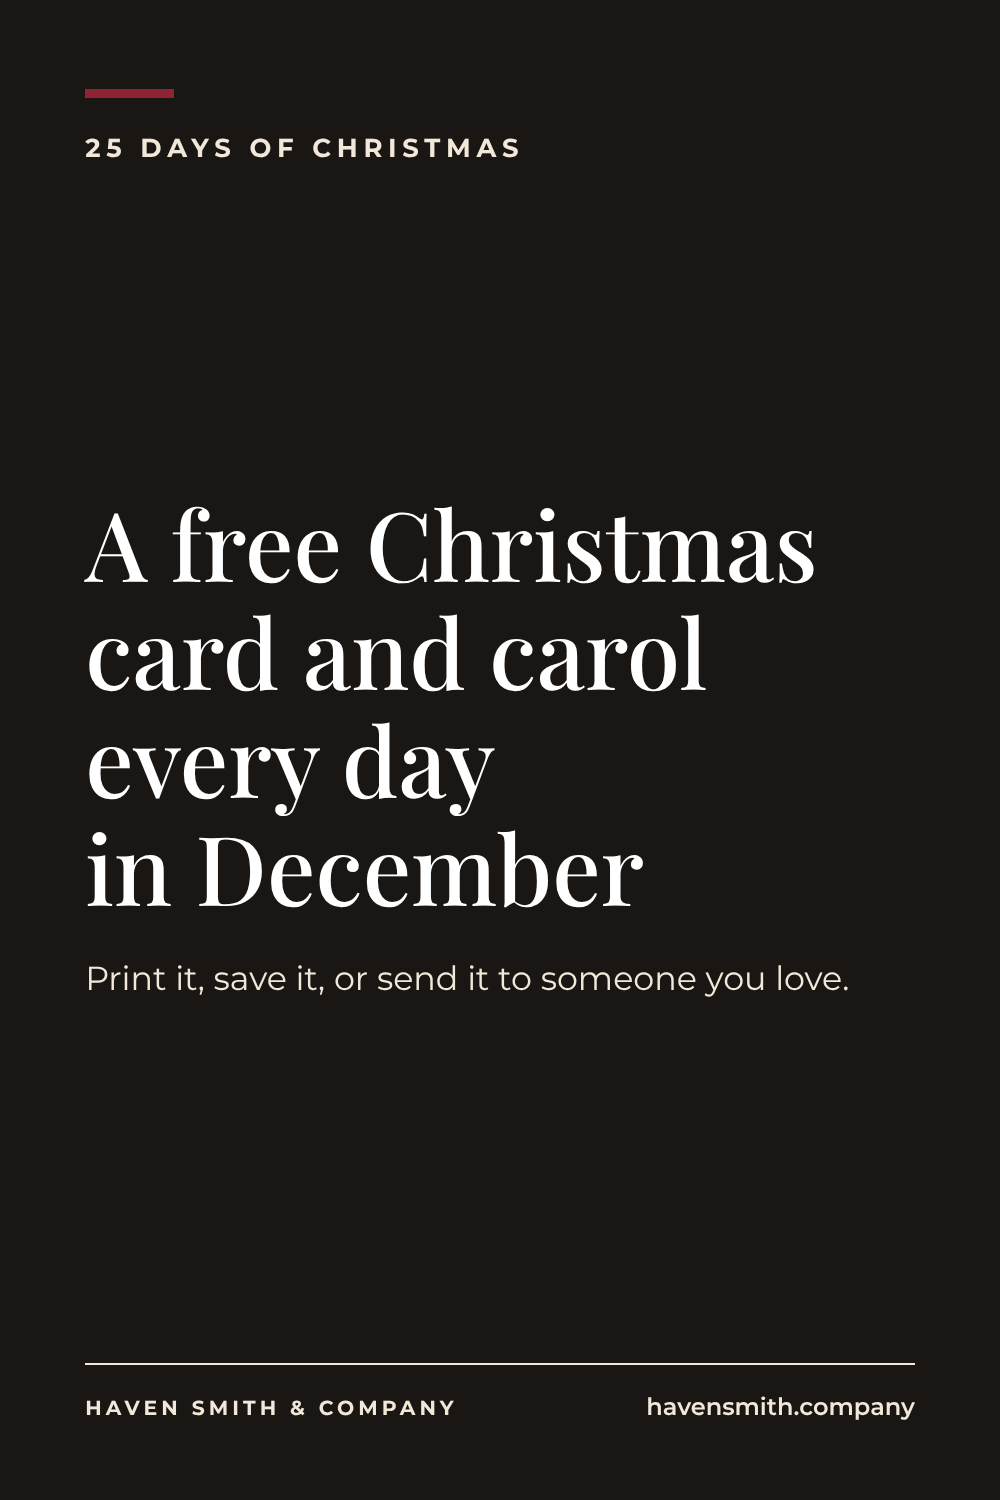 25 DAYS OF CHRISTMAS
A free Christmas
card and carol
every day
in December
Print it, save it, or send it to someone you love.
HAVEN SMITH & COMPANY
havensmith.company